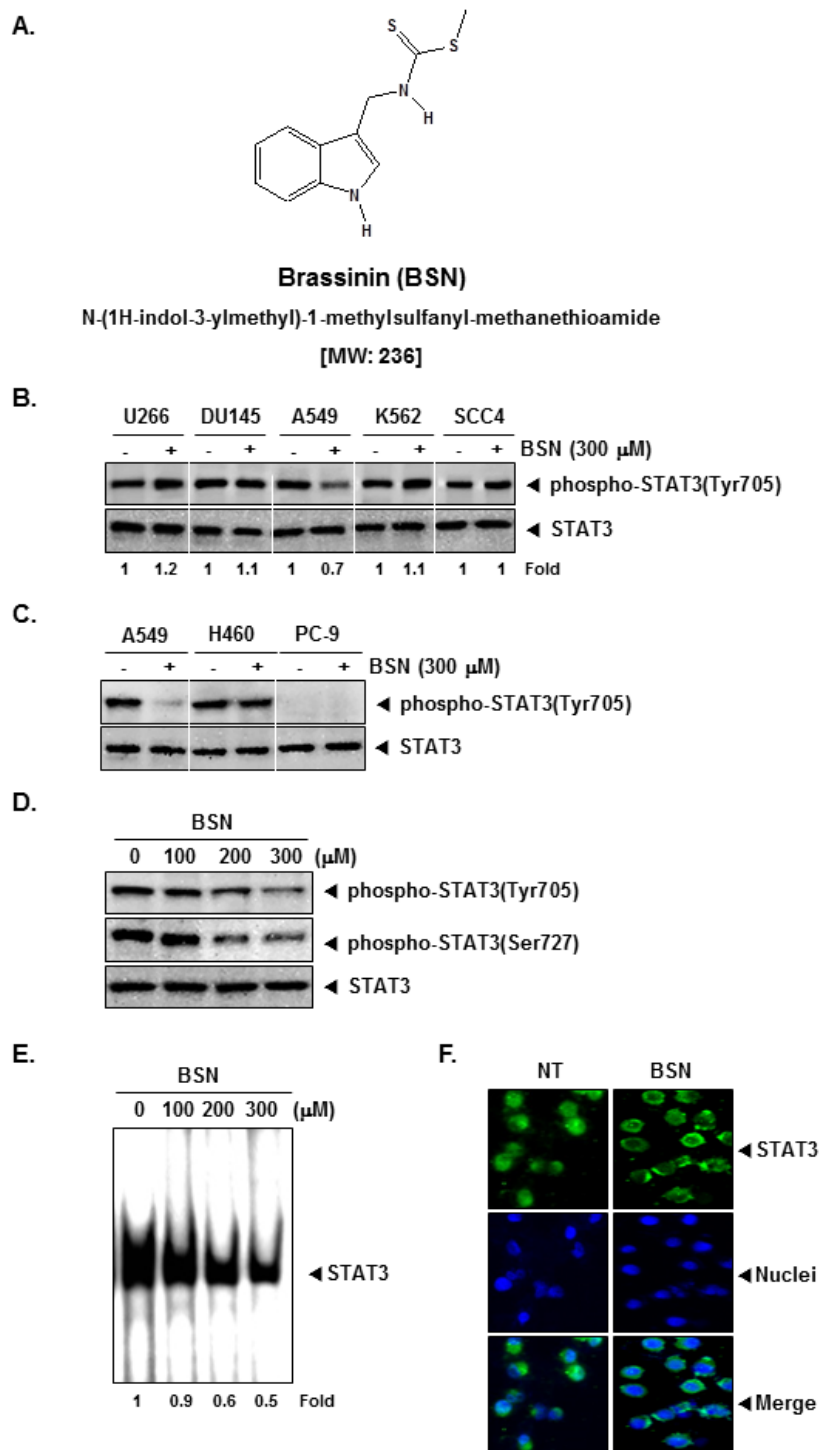 A.
S
S
N
H
N
H
Brassinin (BSN)
N-(1H-indol-3-ylmethyl)-1-methylsulfanyl-methanethioamide
[MW: 236]
B.
U266 DU145 A549 K562 SCC4
- + - + - + - + - + BSN (300 μM)
◄ phospho-STAT3(Tyr705)
◄ STAT3
1 1.2 1 1.1 1 0.7 1 1.1 1 1 Fold
C.
A549 H460 PC-9
- + - + - + BSN (300 μM)
◄ phospho-STAT3(Tyr705)
◄ STAT3
D.
BSN
0 100 200 300 (μM)
◄ phospho-STAT3(Tyr705)
◄ phospho-STAT3(Ser727)
◄ STAT3
E.
BSN
0 100 200 300 (μM)
◄ STAT3
1 0.9 0.6 0.5 Fold
F.
NT BSN
◄ STAT3
◄ Nuclei
◄ Merge